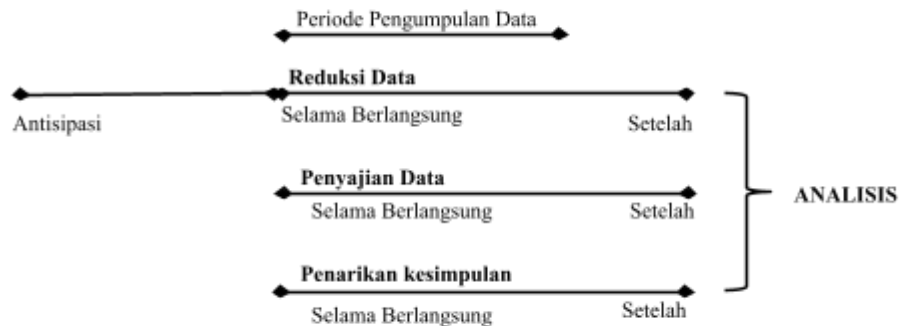 Periode Pengumpulan Data
Reduksi Data
Antisipasi
Selama Berlangsung
Setelah
Penyajian Data
Selama Berlangsung
Setelah
ANALISIS
Penarikan kesimpulan
Selama Berlangsung
Setelah